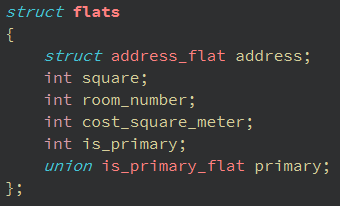 struct flats
{
    struct address_flat address;
    int square;
    int room_number;
    int cost_square_meter;
    int is_primary;
    union is_primary_flat primary;
};